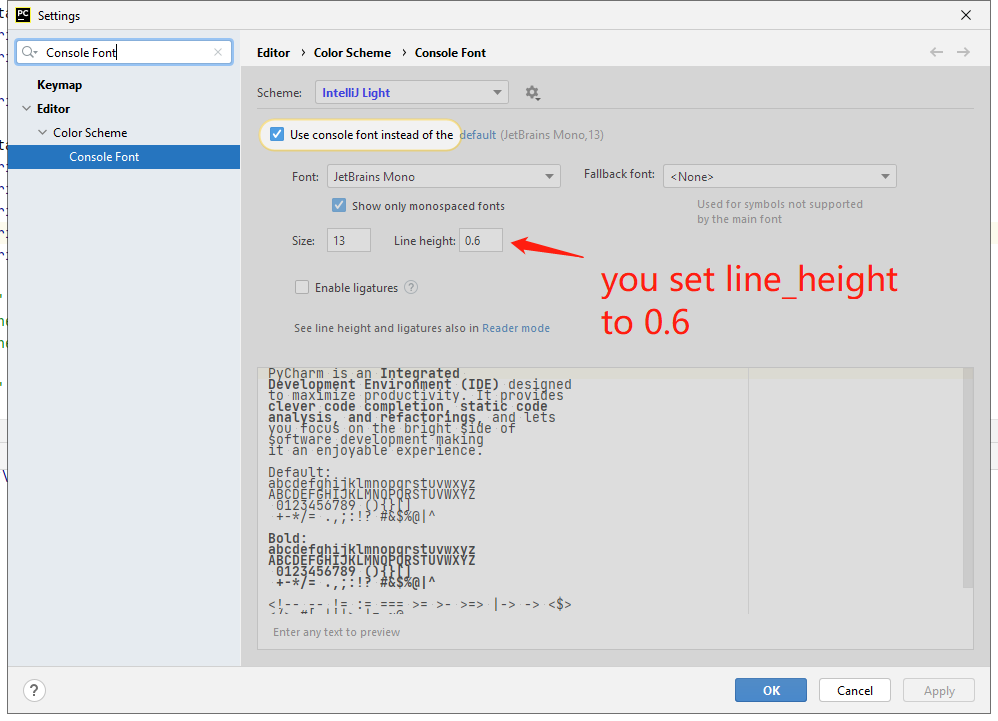 PC Settings
Console Font
Keymap
Editor
Color Scheme
Console Font
Editor › Color Scheme › Console Font
Scheme: IntelliJ Light
Use console font instead of the default (JetBrains Mono,13)
Font: JetBrains Mono Fallback font: <None>
Show only monospaced fonts
Used for symbols not supported
by the main font
Size: 13 Line height: 0.6
you set line_height
to 0.6
Enable ligatures ?
See line height and ligatures also in Reader mode
PyCharm is an Integrated
Development Environment (IDE) designed
to maximize productivity. It provides
clever code completion, static code
analysis, and refactorings, and lets
you focus on the bright side of
software development making
it an enjoyable experience.
Default:
abcdefghijklmnopqrstuvwxyz
ABCDEFGHIJKLMNOPQRSTUVWXYZ
0123456789 (){}[]
+-*/= .,;:!? #&$%@|^
Bold:
abcdefghijklmnopqrstuvwxyz
ABCDEFGHIJKLMNOPQRSTUVWXYZ
0123456789 (){}[]
+-*/= .,;:!? #&$%@|^
<!-- -- != := === >= >- >=> |-> -> <$>
Enter any text to preview
? OK Cancel Apply